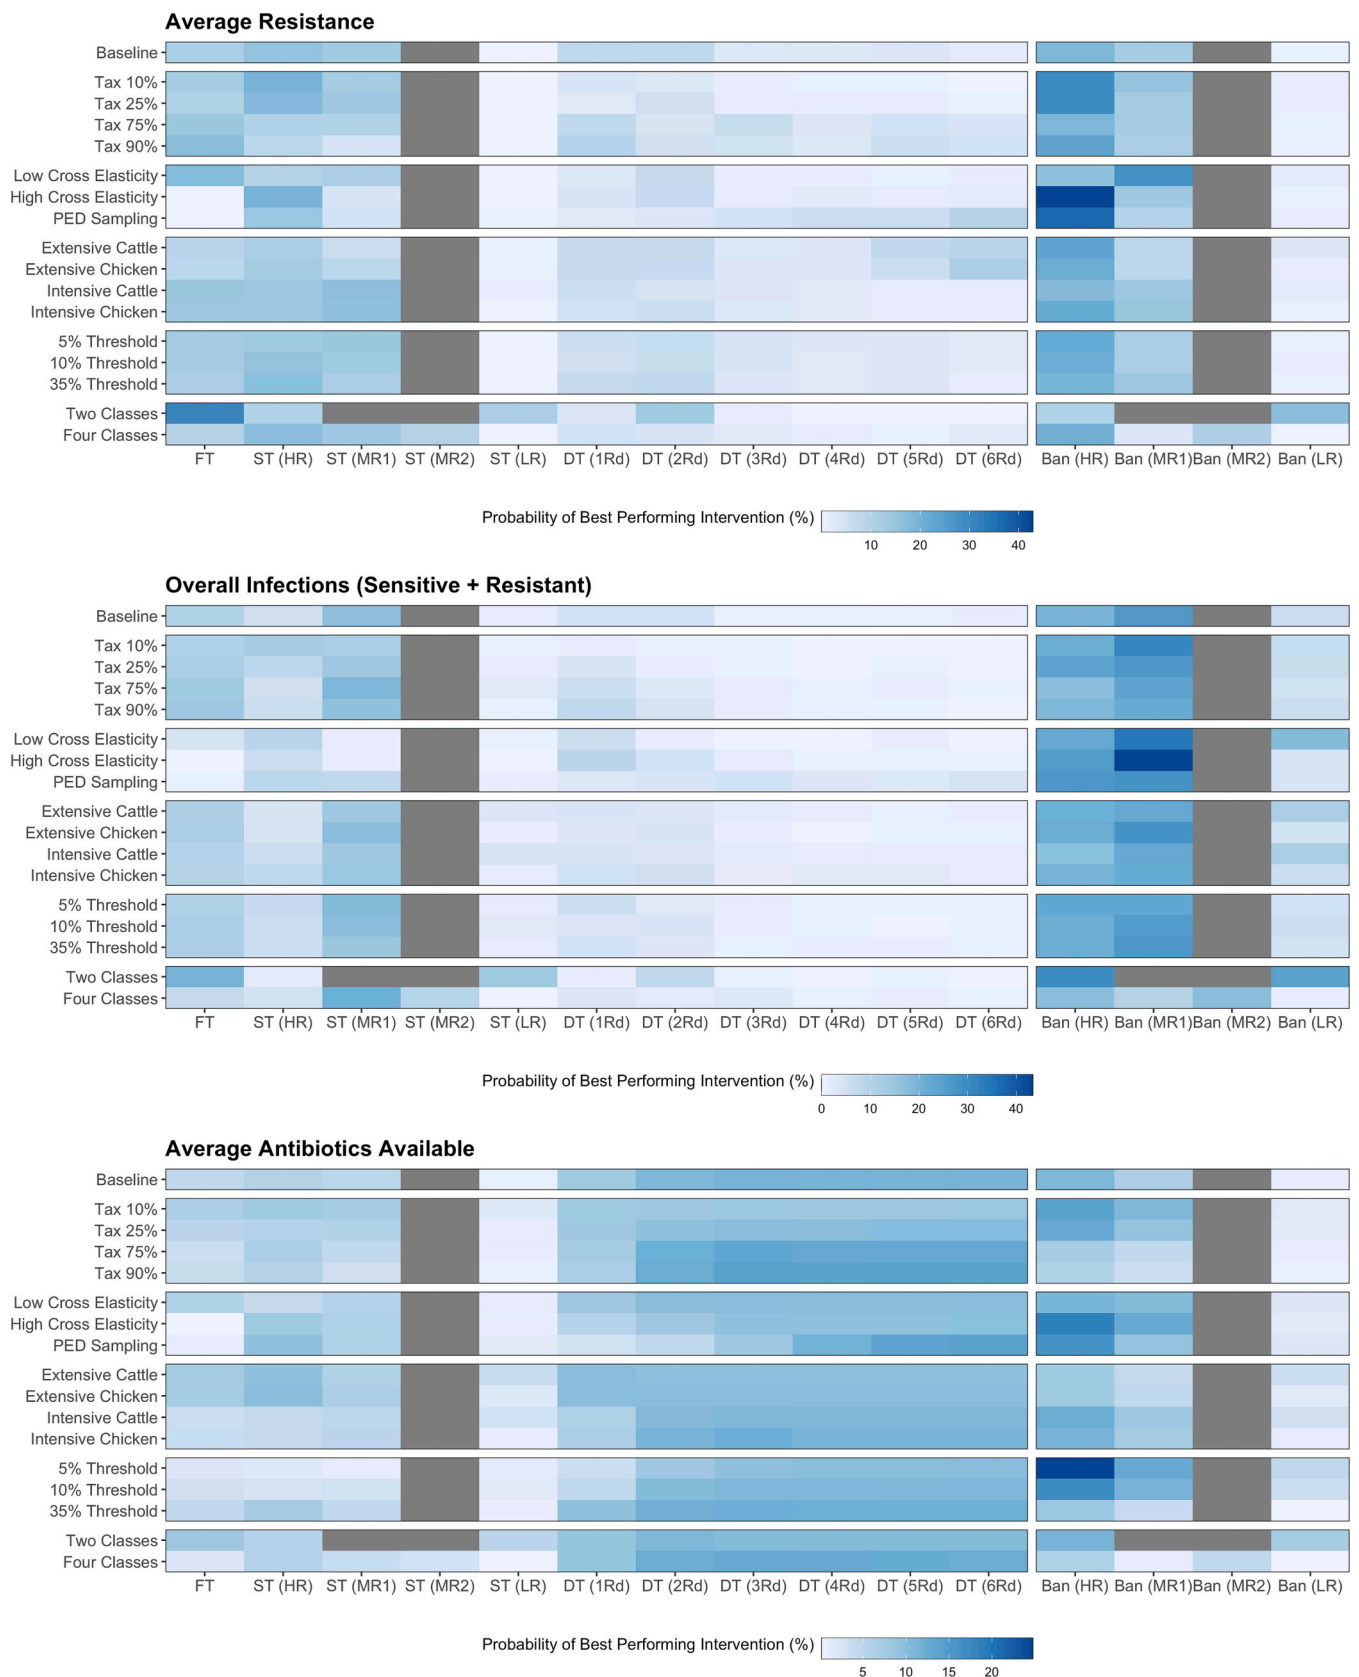 Average Resistance
Baseline
Tax 10%
Tax 25%
Tax 75%
Tax 90%
Low Cross Elasticity
High Cross Elasticity
PED Sampling
Extensive Cattle
Extensive Chicken
Intensive Cattle
Intensive Chicken
5% Threshold
10% Threshold
35% Threshold
Two Classes
Four Classes
FT ST (HR) ST (MR1) ST (MR2) ST (LR) DT (1Rd) DT (2Rd) DT (3Rd) DT (4Rd) DT (5Rd) DT (6Rd) Ban (HR) Ban (MR1) Ban (MR2) Ban (LR)
Probability of Best Performing Intervention (%)
10 20 30 40
Overall Infections (Sensitive + Resistant)
Baseline
Tax 10%
Tax 25%
Tax 75%
Tax 90%
Low Cross Elasticity
High Cross Elasticity
PED Sampling
Extensive Cattle
Extensive Chicken
Intensive Cattle
Intensive Chicken
5% Threshold
10% Threshold
35% Threshold
Two Classes
Four Classes
FT ST (HR) ST (MR1) ST (MR2) ST (LR) DT (1Rd) DT (2Rd) DT (3Rd) DT (4Rd) DT (5Rd) DT (6Rd) Ban (HR) Ban (MR1) Ban (MR2) Ban (LR)
Probability of Best Performing Intervention (%)
0 10 20 30 40
Average Antibiotics Available
Baseline
Tax 10%
Tax 25%
Tax 75%
Tax 90%
Low Cross Elasticity
High Cross Elasticity
PED Sampling
Extensive Cattle
Extensive Chicken
Intensive Cattle
Intensive Chicken
5% Threshold
10% Threshold
35% Threshold
Two Classes
Four Classes
FT ST (HR) ST (MR1) ST (MR2) ST (LR) DT (1Rd) DT (2Rd) DT (3Rd) DT (4Rd) DT (5Rd) DT (6Rd) Ban (HR) Ban (MR1) Ban (MR2) Ban (LR)
Probability of Best Performing Intervention (%)
5 10 15 20